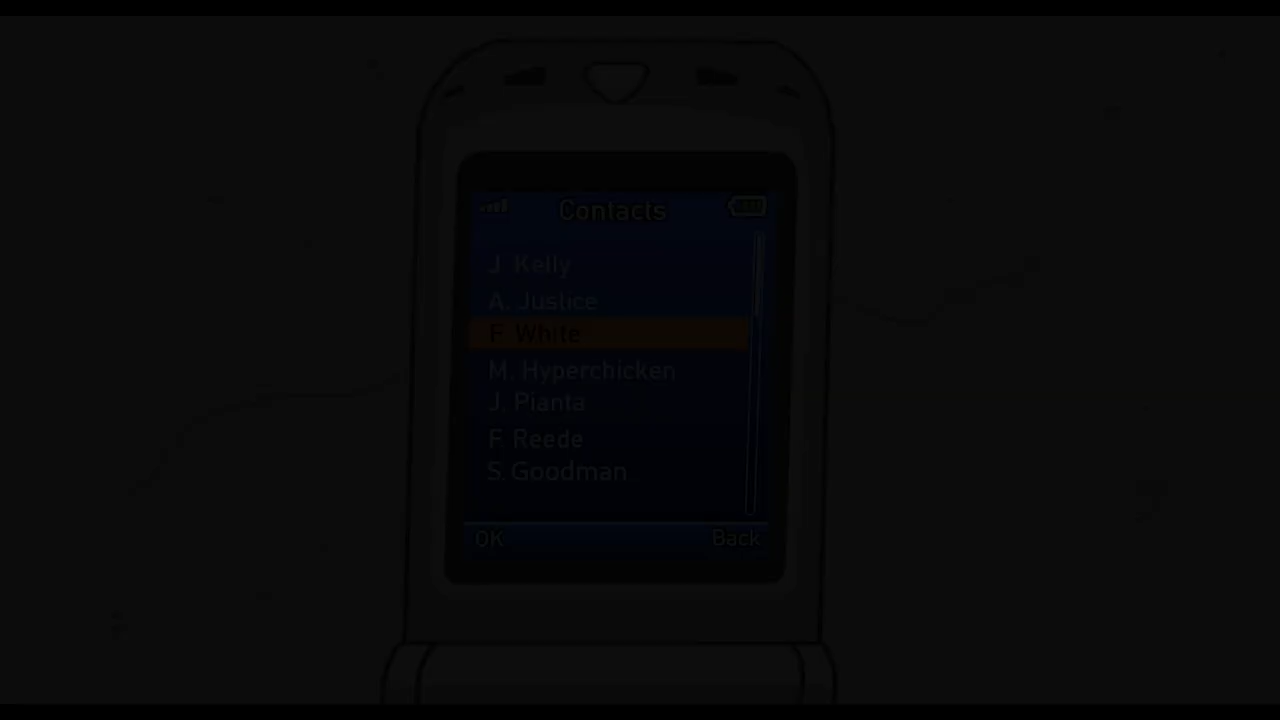 Contacts
J. Kelly
A. Justice
F. White
M. Hyperchicken
J. Pianta
F. Reede
S. Goodman
OK
Back